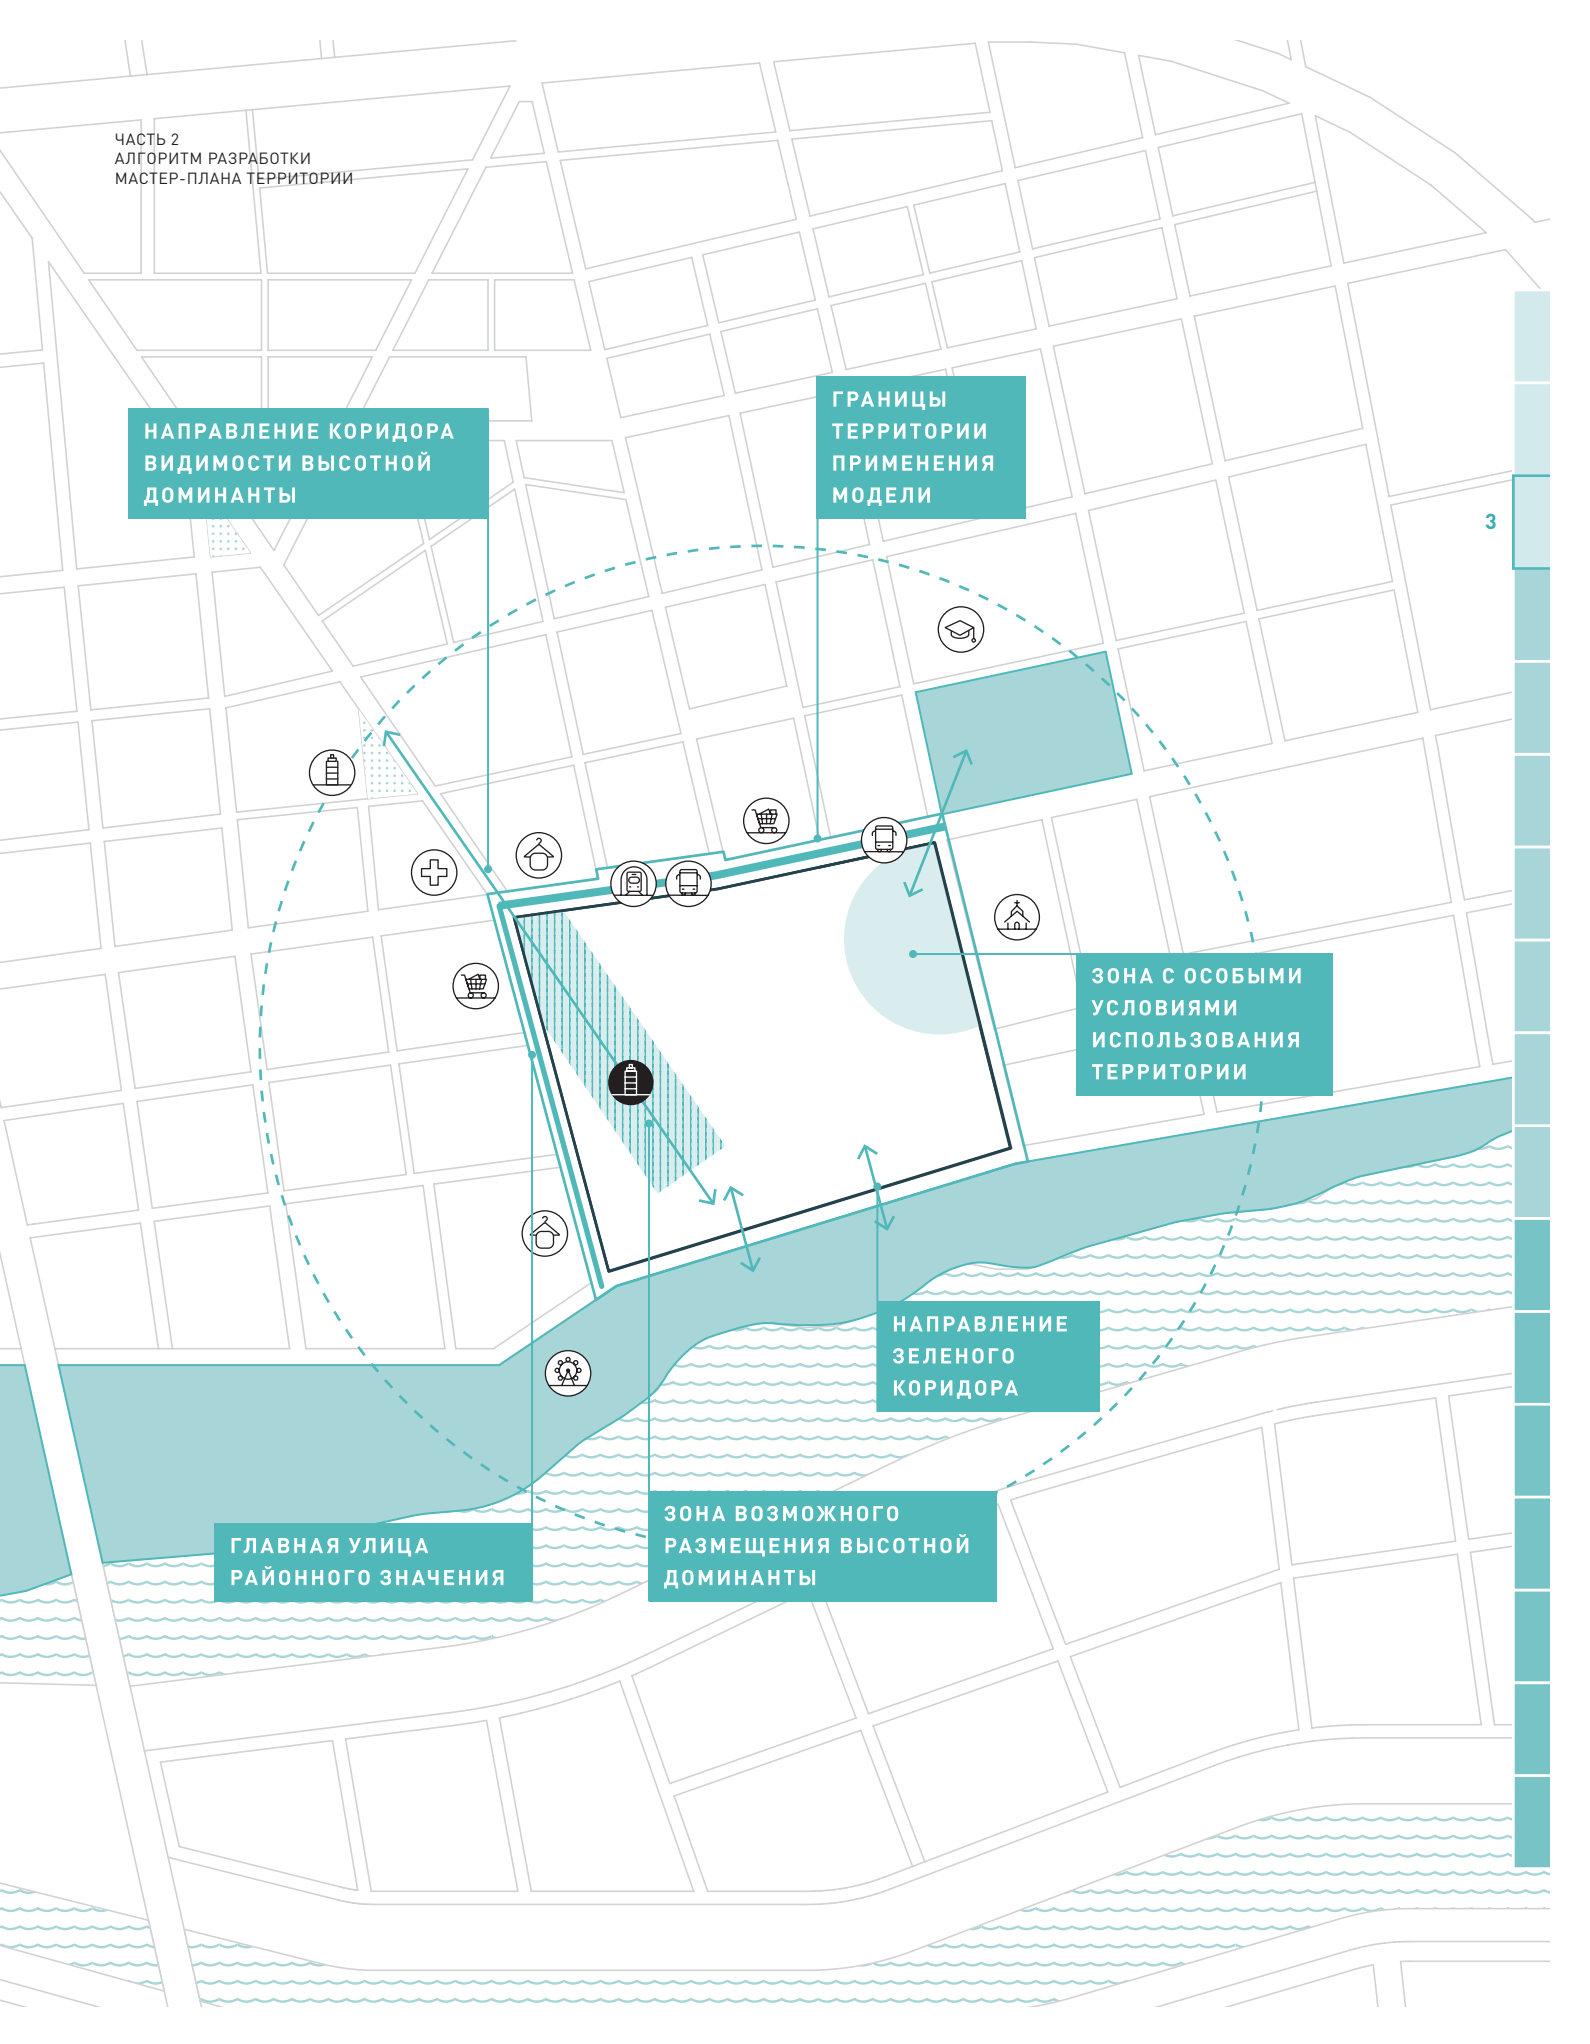 ЧАСТЬ 2
АЛГОРИТМ РАЗРАБОТКИ
МАСТЕР-ПЛАНА ТЕРРИТОРИИ
ГРАНИЦЫ
ТЕРРИТОРИИ
ПРИМЕНЕНИЯ
МОДЕЛИ
НАПРАВЛЕНИЕ КОРИДОРА
ВИДИМОСТИ ВЫСОТНОЙ
ДОМИНАНТЫ
3
ЗОНА С ОСОБЫМИ
УСЛОВИЯМИ
ИСПОЛЬЗОВАНИЯ
ТЕРРИТОРИИ
НАПРАВЛЕНИЕ
ЗЕЛЕНОГО
КОРИДОРА
ЗОНА ВОЗМОЖНОГО
РАЗМЕЩЕНИЯ ВЫСОТНОЙ
ДОМИНАНТЫ
ГЛАВНАЯ УЛИЦА
РАЙОННОГО ЗНАЧЕНИЯ